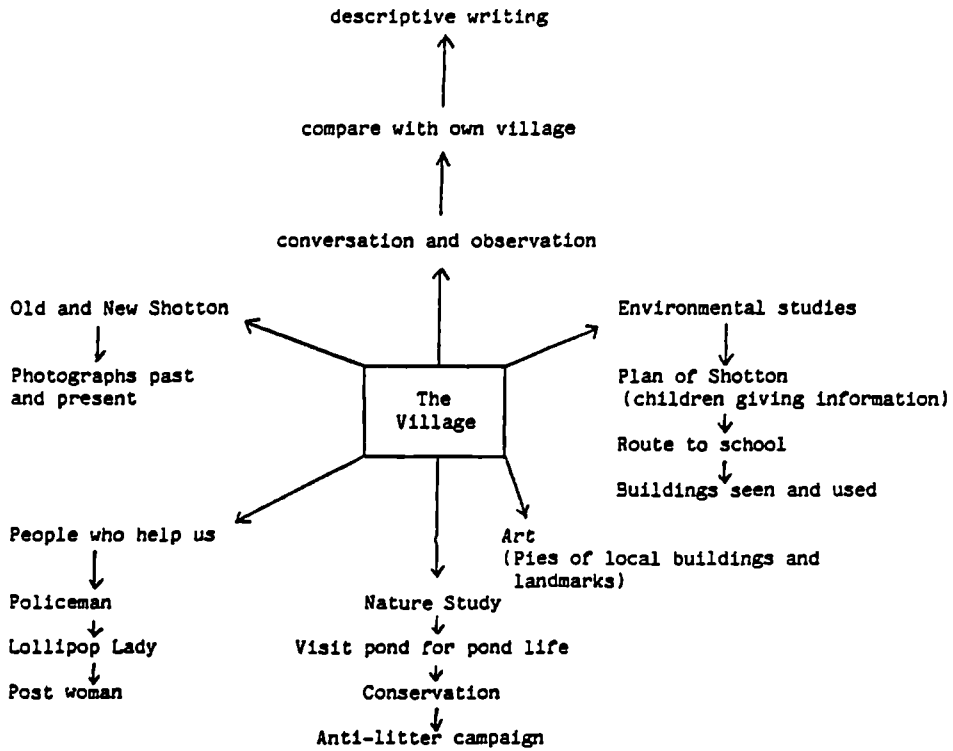 descriptive writing
compare with own village
conversation and observation
Old and New Shotton
Photographs past
and present
The
Village
Environmental studies
Plan of Shotton
(children giving information)
Route to school
Buildings seen and used
People who help us
Policeman
Lollipop Lady
Post woman
Nature Study
Visit pond for pond life
Conservation
Anti-litter campaign
Art
(Pies of local buildings and
landmarks)